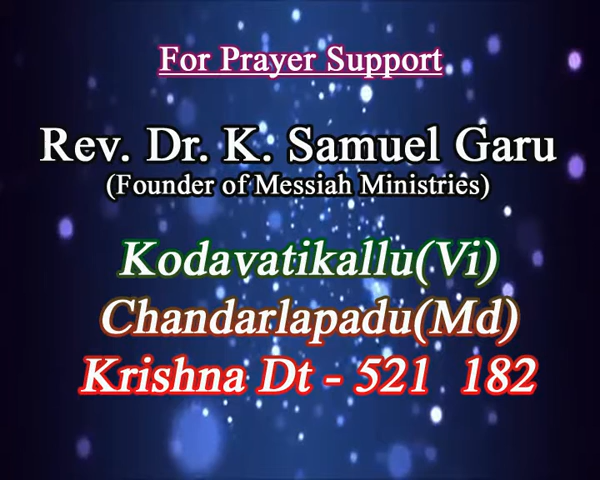 For Prayer Support
Rev. Dr. K. Samuel Garu
(Founder of Messiah Ministries)
Kodavatikallu(Vi)
Chandarlapadu(Md)
Krishna Dt - 521 182